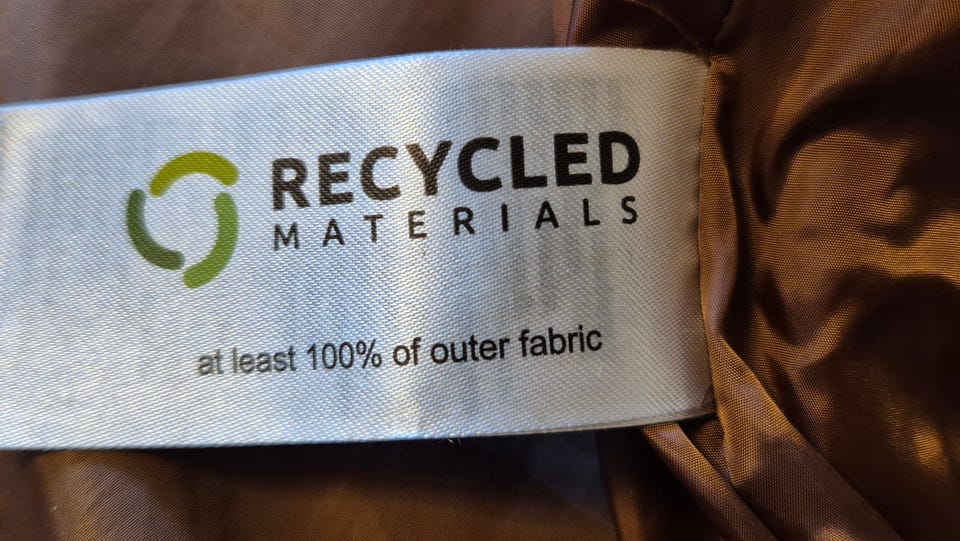 RECYCLED
MATERIALS
at least 100% of outer fabric